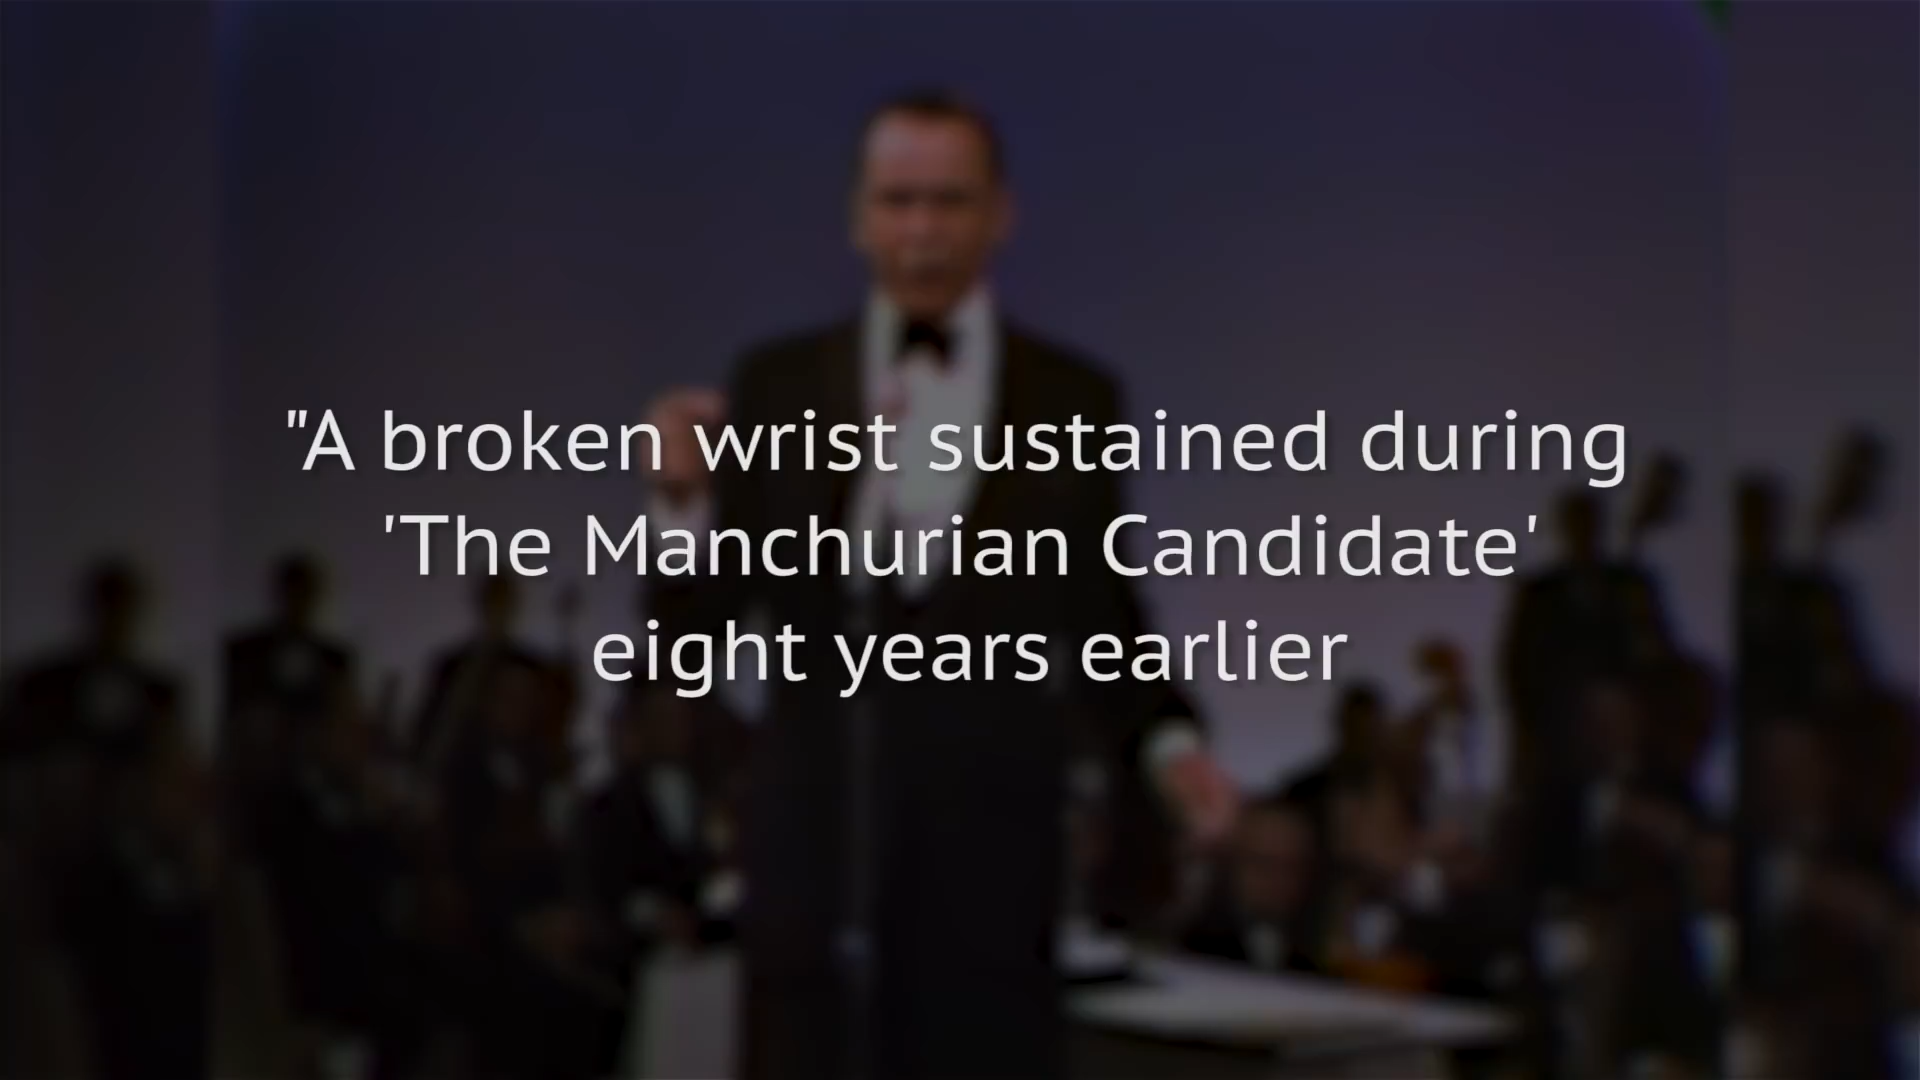 "A broken wrist sustained during
'The Manchurian Candidate'
eight years earlier